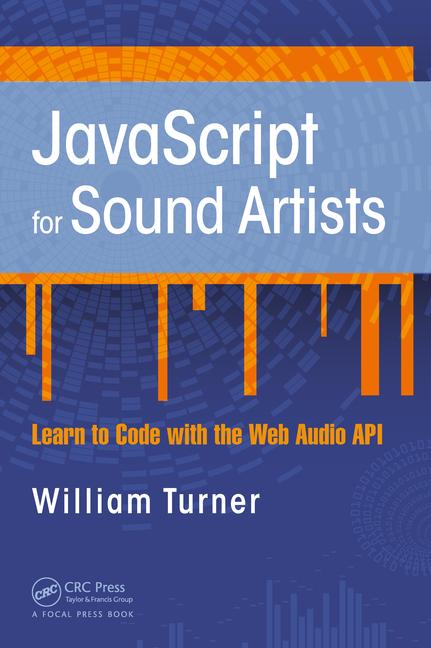 JavaScript
for Sound Artists
Learn to Code with the Web Audio API
William Turner
CRC
CRC Press
Taylor & Francis Group
A FOCAL PRESS BOOK